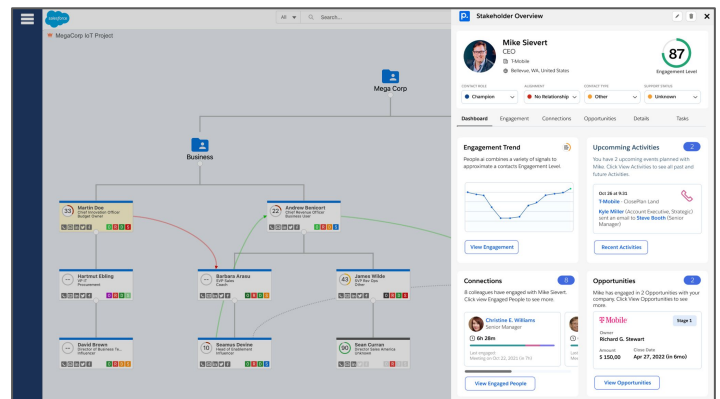 salesforce
All
Search...
MegaCorp IoT Project
Mega Corp
Business
33
Martin Doe
Chief Innovation Officer
Budget Owner
22
Andrew Benicort
Chief Revenue Officer
Business User
Hartmut Ebling
VP IT
Procurement
Barbara Arasu
SVP Sales
Coach
43
James Wilde
SVP Rev Ops
Other
David Brown
Director of Business Te...
Influencer
10
Seamus Devine
Head of Enablement
Influencer
90
Sean Curran
Director Sales America
Unknown
p.
Stakeholder Overview
Mike Sievert
CEO
T-Mobile
Bellevue, WA, United States
87
Engagement Level
CONTACT ROLE
ALIGNMENT
CONTACT TYPE
SUPPORT STATUS
Champion
No Relationship
Other
Unknown
Dashboard
Engagement
Connections
Opportunities
Details
Tasks
Engagement Trend
People.ai combines a variety of signals to
approximate a contacts Engagement Level.
View Engagement
Upcomming Activities
2
You have 2 upcoming events planned with
Mike. Click View Activities to see all past and
future Activities.
Oct 26 at 9:31
T-Mobile - ClosePlan Land
Kyle Miller (Account Executive, Strategic)
sent an email to Steve Booth (Senior
Manager)
Recent Activities
Connections
8
8 colleagues have engaged with Mike Sievert.
Click view Engaged People to see more.
Christine E. Williams
Senior Manager
6h 28m
Last engaged
Meeting on Oct 22, 2021 (in 7h)
View Engaged People
Opportunities
2
Mike has engaged in 2 Opportunities with your
company. Click View Opportunities to see
more.
T Mobile
Stage 1
Owner
Richard G. Stewart
Amount
Close Date
$ 150,00
Apr 27, 2022 (in 6mo)
View Opportunities